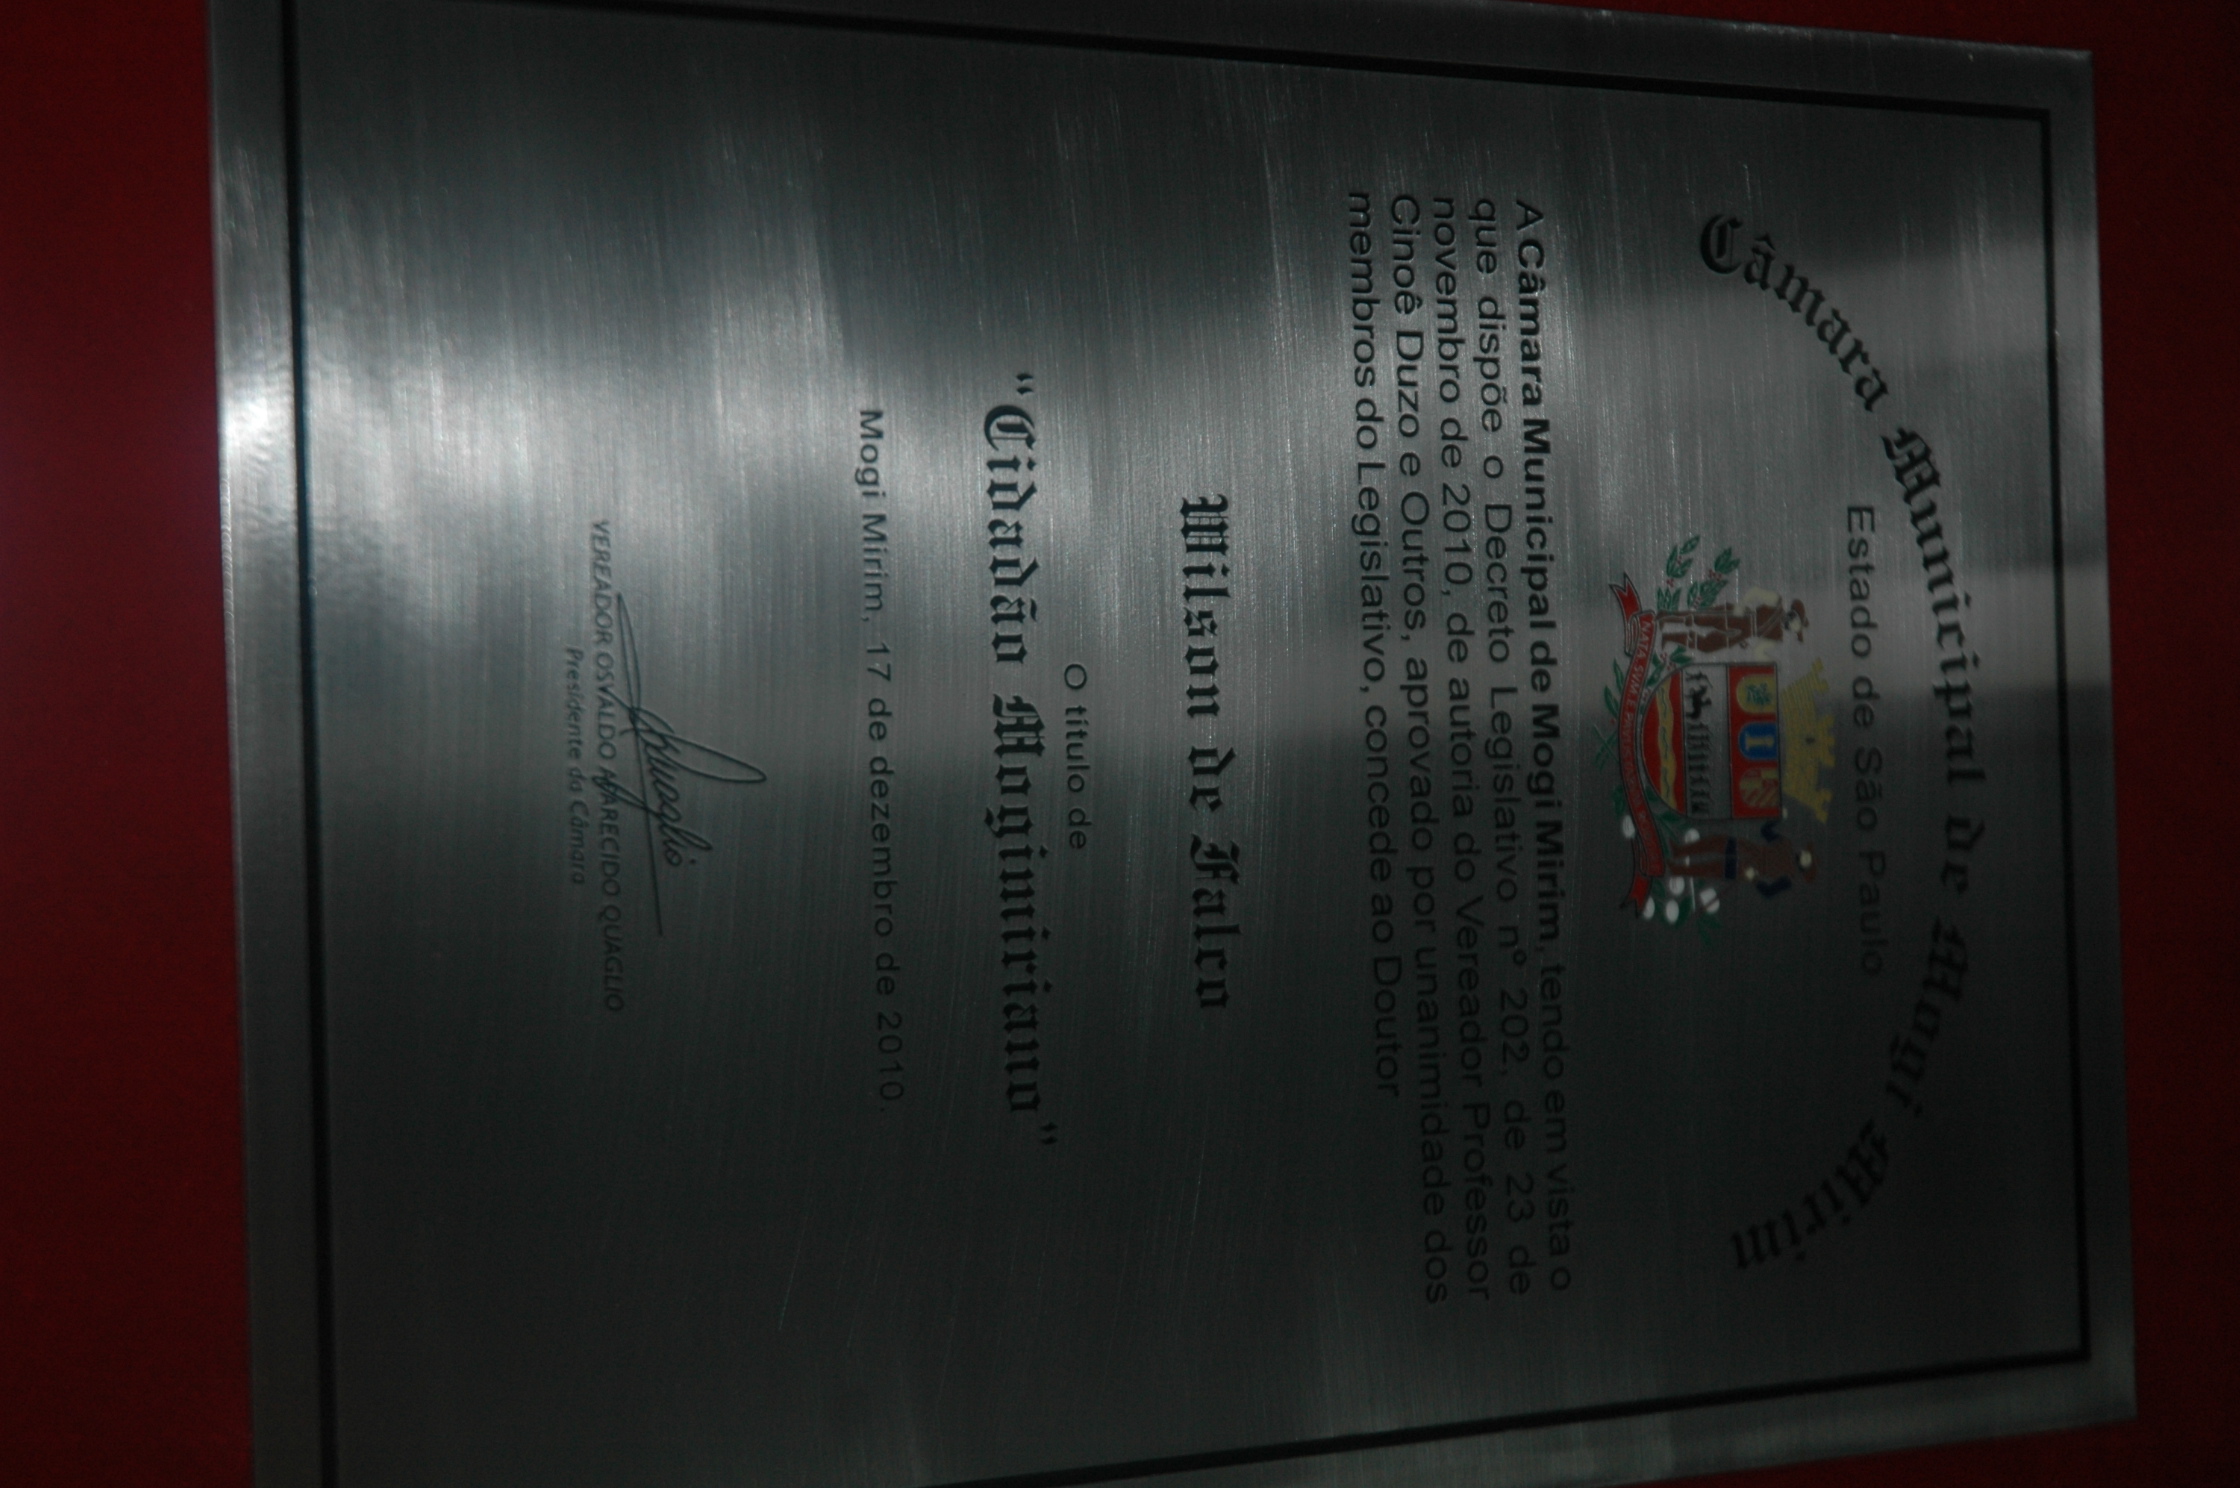 Câmara Municipal de Mogi Mirim
Estado de São Paulo
A Câmara Municipal de Mogi Mirim, tendo em vista o
que dispõe o Decreto Legislativo nº 202, de 23 de
novembro de 2010, de autoria do Vereador Professor
Cinoê Duzo e Outros, aprovado por unanimidade dos
membros do Legislativo, concede ao Doutor
Wilson de Falco
O título de
"Cidadão Mogimiriano"
Mogi Mirim, 17 de dezembro de 2010.
VEREADOR OSVALDO APARECIDO QUAGLIO
Presidente da Câmara